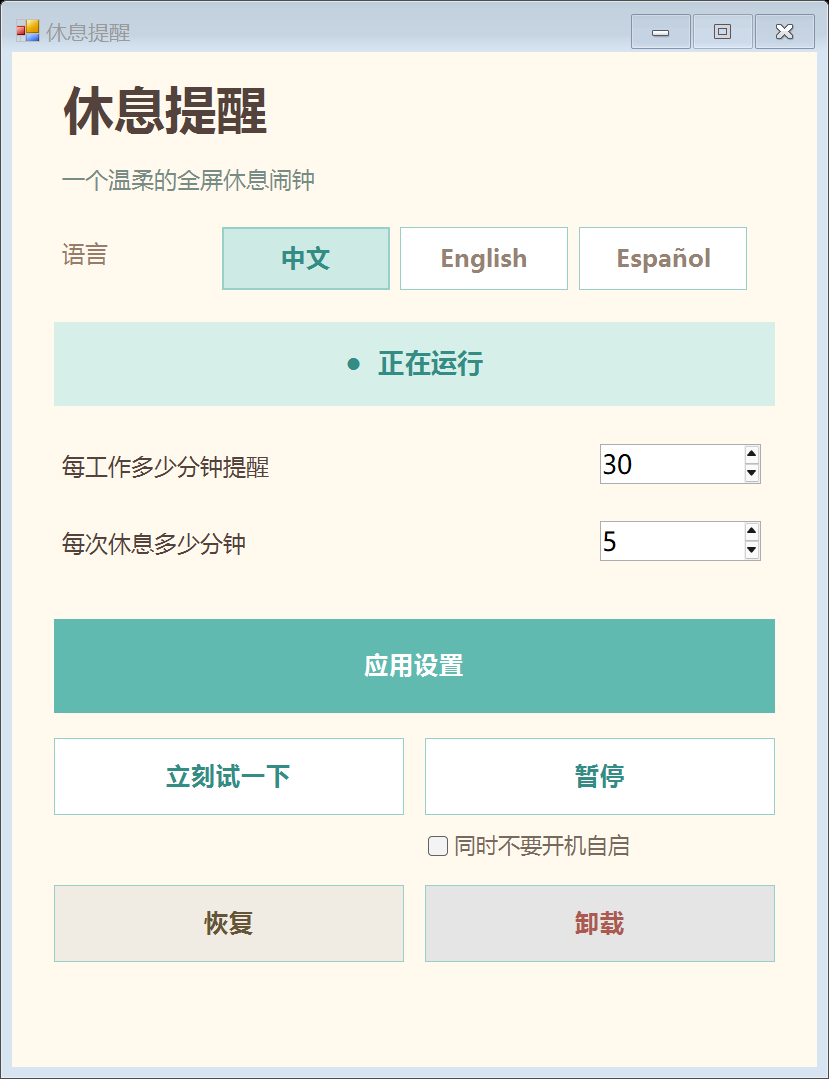 休息提醒
休息提醒
一个温柔的全屏休息闹钟
语言 中文 English Español
● 正在运行
每工作多少分钟提醒 30
每次休息多少分钟 5
应用设置
立刻试一下 暂停
同时不要开机自启
恢复 卸载